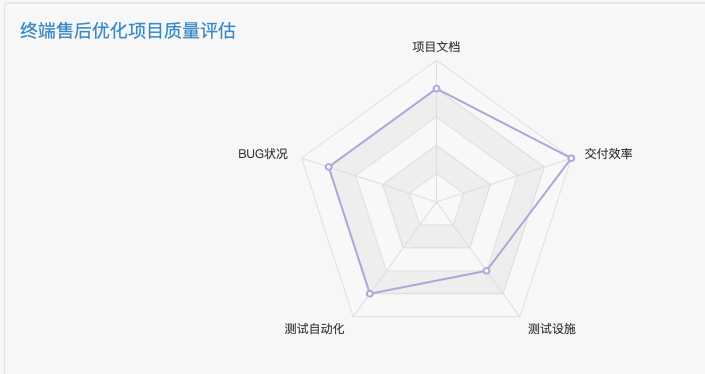 终端售后优化项目质量评估
项目文档
BUG状况
交付效率
测试自动化
测试设施